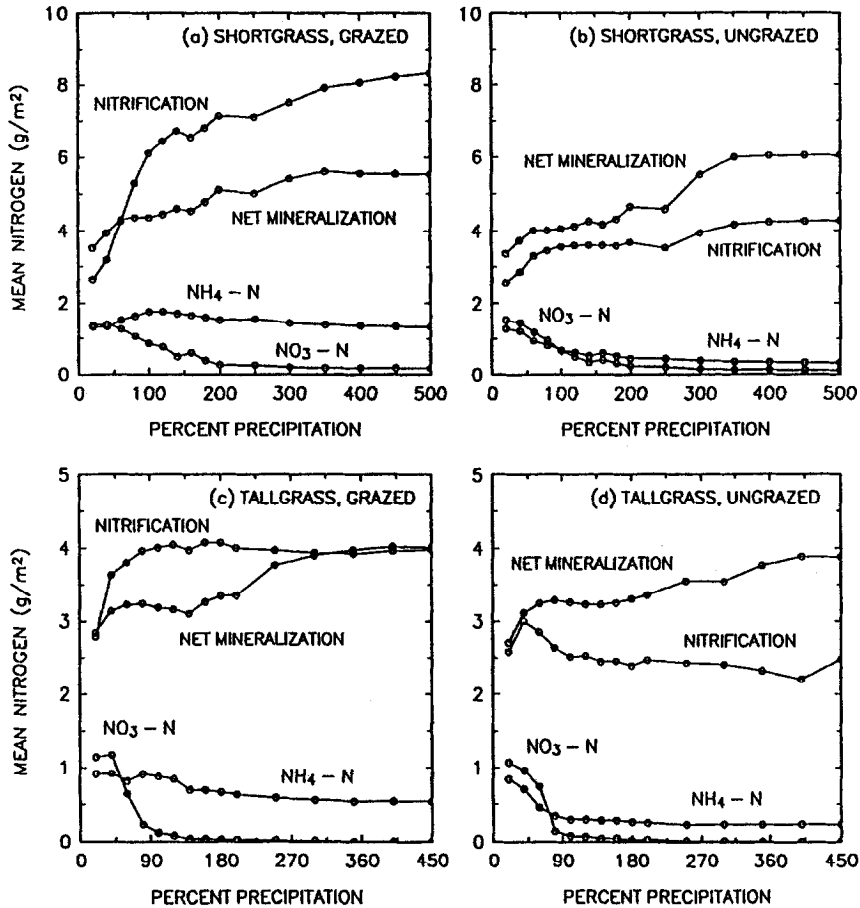 (a) SHORTGRASS, GRAZED
MEAN NITROGEN (g/m²)
10
8
6
4
2
0
NITRIFICATION
NET MINERALIZATION
NH₄ – N
NO₃ – N
0 100 200 300 400 500
PERCENT PRECIPITATION
(b) SHORTGRASS, UNGRAZED
10
8
6
4
2
0
NET MINERALIZATION
NITRIFICATION
NO₃ – N
NH₄ – N
0 100 200 300 400 500
PERCENT PRECIPITATION
(c) TALLGRASS, GRAZED
MEAN NITROGEN (g/m²)
5
4
3
2
1
0
NITRIFICATION
NET MINERALIZATION
NO₃ – N
NH₄ – N
0 90 180 270 360 450
PERCENT PRECIPITATION
(d) TALLGRASS, UNGRAZED
5
4
3
2
1
0
NET MINERALIZATION
NITRIFICATION
NO₃ – N
NH₄ – N
0 90 180 270 360 450
PERCENT PRECIPITATION